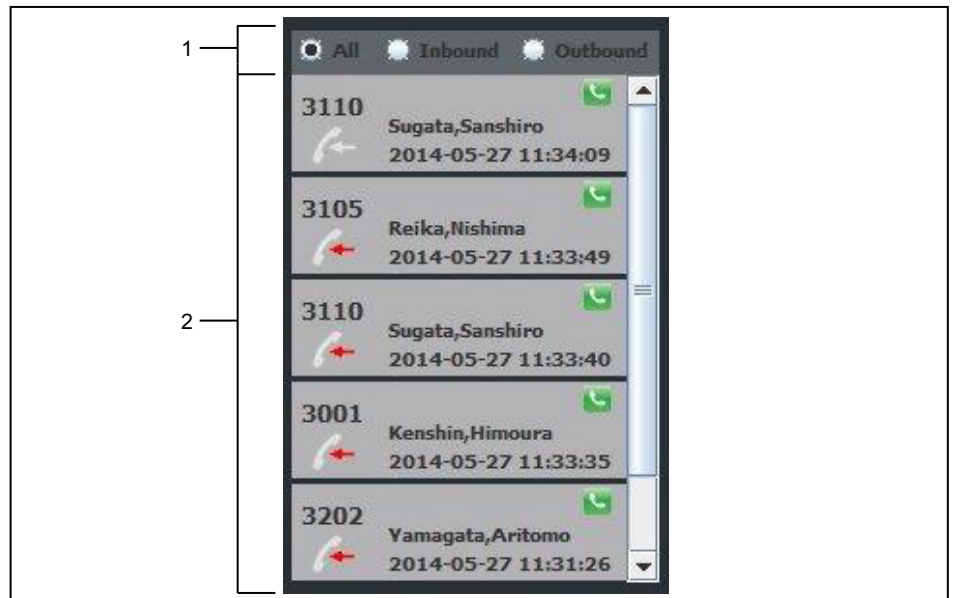 1
All Inbound Outbound
2
3110
Sugata,Sanshiro
2014-05-27 11:34:09
3105
Reika,Nishima
2014-05-27 11:33:49
3110
Sugata,Sanshiro
2014-05-27 11:33:40
3001
Kenshin,Himoura
2014-05-27 11:33:35
3202
Yamagata,Aritomo
2014-05-27 11:31:26